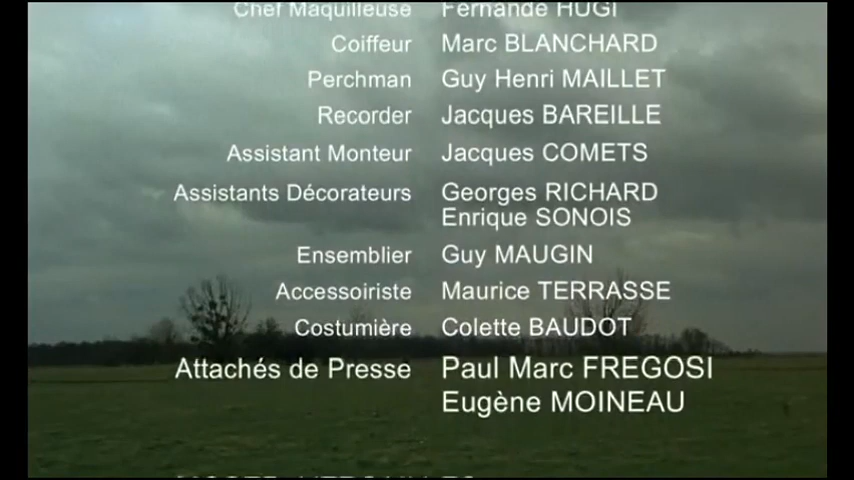 Chef Maquilleuse Fernande HUGI
Coiffeur Marc BLANCHARD
Perchman Guy Henri MAILLET
Recorder Jacques BAREILLE
Assistant Monteur Jacques COMETS
Assistants Décorateurs Georges RICHARD
Enrique SONOIS
Ensemblier Guy MAUGIN
Accessoiriste Maurice TERRASSE
Costumière Colette BAUDOT
Attachés de Presse Paul Marc FREGOSI
Eugène MOINEAU